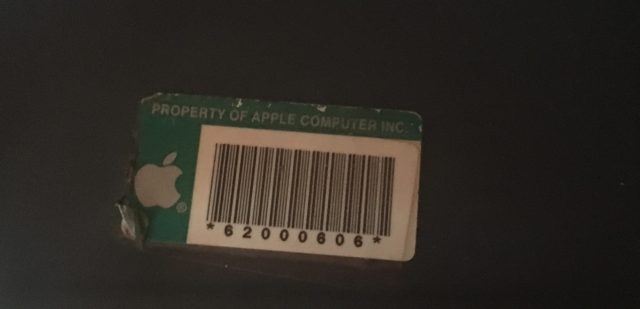 PROPERTY OF APPLE COMPUTER INC.
®
*62000606*